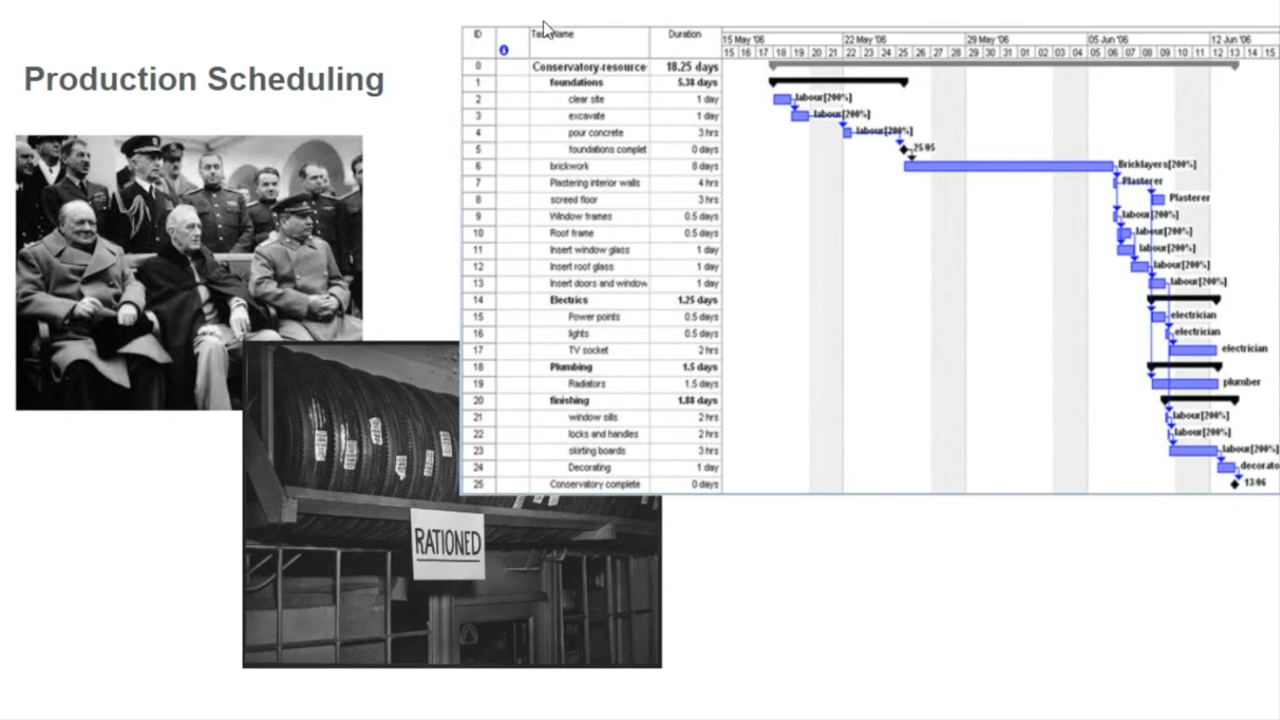 Production Scheduling
RATIONED
ID Task Name Duration
15 May '06 22 May '06 29 May '06 05 Jun '06 12 Jun '06
15 16 17 18 19 20 21 22 23 24 25 26 27 28 29 30 31 01 02 03 04 05 06 07 08 09 10 11 12 13 14 15
0 Conservatory-resource 18.25 days
1 foundations 5.38 days
2 clear site 1 day labour[200%]
3 excavate 1 day labour[200%]
4 pour concrete 3 hrs labour[200%]
5 foundations complet 0 days 25/05
6 brickwork 8 days Bricklayers[200%]
7 Plastering interior walls 4 hrs Plasterer
8 screed floor 3 hrs Plasterer
9 Window frames 0.5 days labour[200%]
10 Roof frame 0.5 days labour[200%]
11 Insert window glass 1 day labour[200%]
12 Insert roof glass 1 day labour[200%]
13 Insert doors and window 1 day labour[200%]
14 Electrics 1.25 days
15 Power points 0.5 days electrician
16 lights 0.5 days electrician
17 TV socket 2 hrs electrician
18 Plumbing 1.5 days
19 Radiators 1.5 days plumber
20 finishing 1.88 days
21 window sills 2 hrs labour[200%]
22 locks and handles 2 hrs labour[200%]
23 skirting boards 3 hrs labour[200%]
24 Decorating 1 day decorato
25 Conservatory complete 0 days 13/06